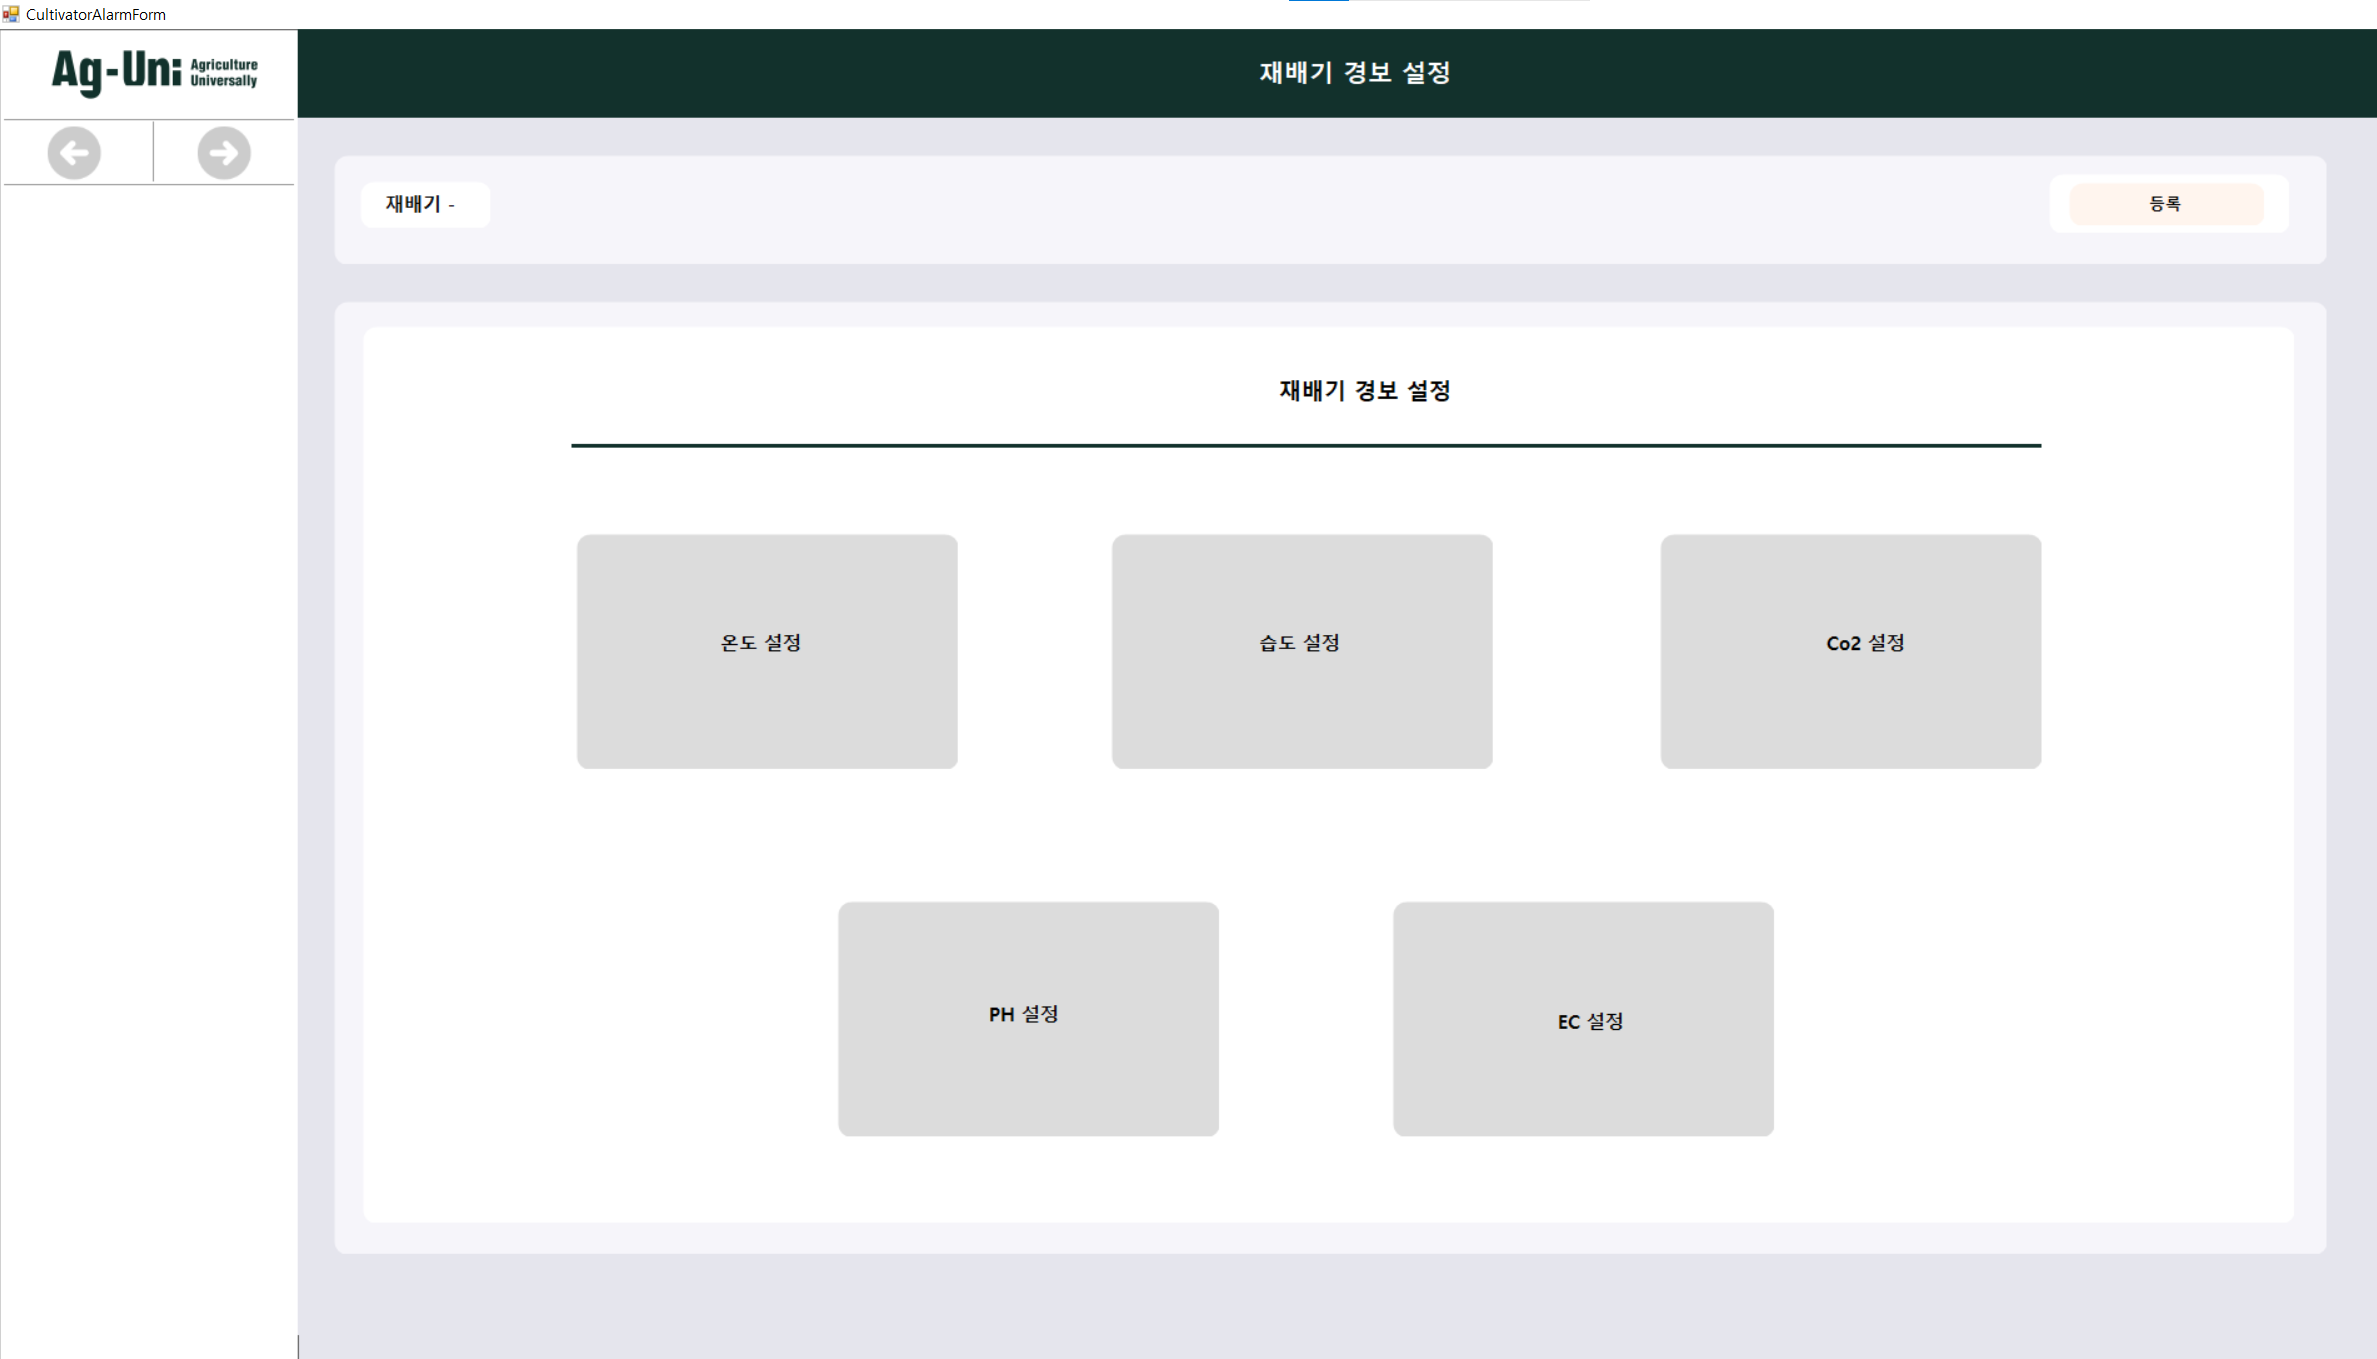 CultivatorAlarmForm
Ag-Uni Agriculture
Universally
재배기 경보 설정
재배기 -
등록
재배기 경보 설정
온도 설정
습도 설정
Co2 설정
PH 설정
EC 설정